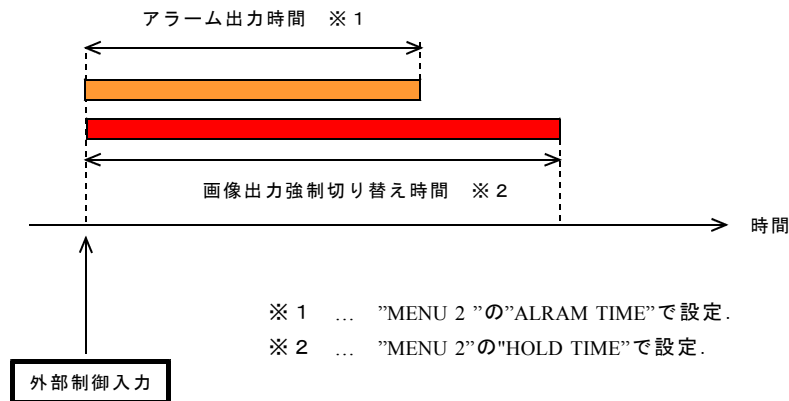 アラーム出力時間 ※1
画像出力強制切り替え時間 ※2
時間
※1 … ”MENU 2 ”の”ALRAM TIME”で設定.
※2 … ”MENU 2”の"HOLD TIME”で設定.
外部制御入力